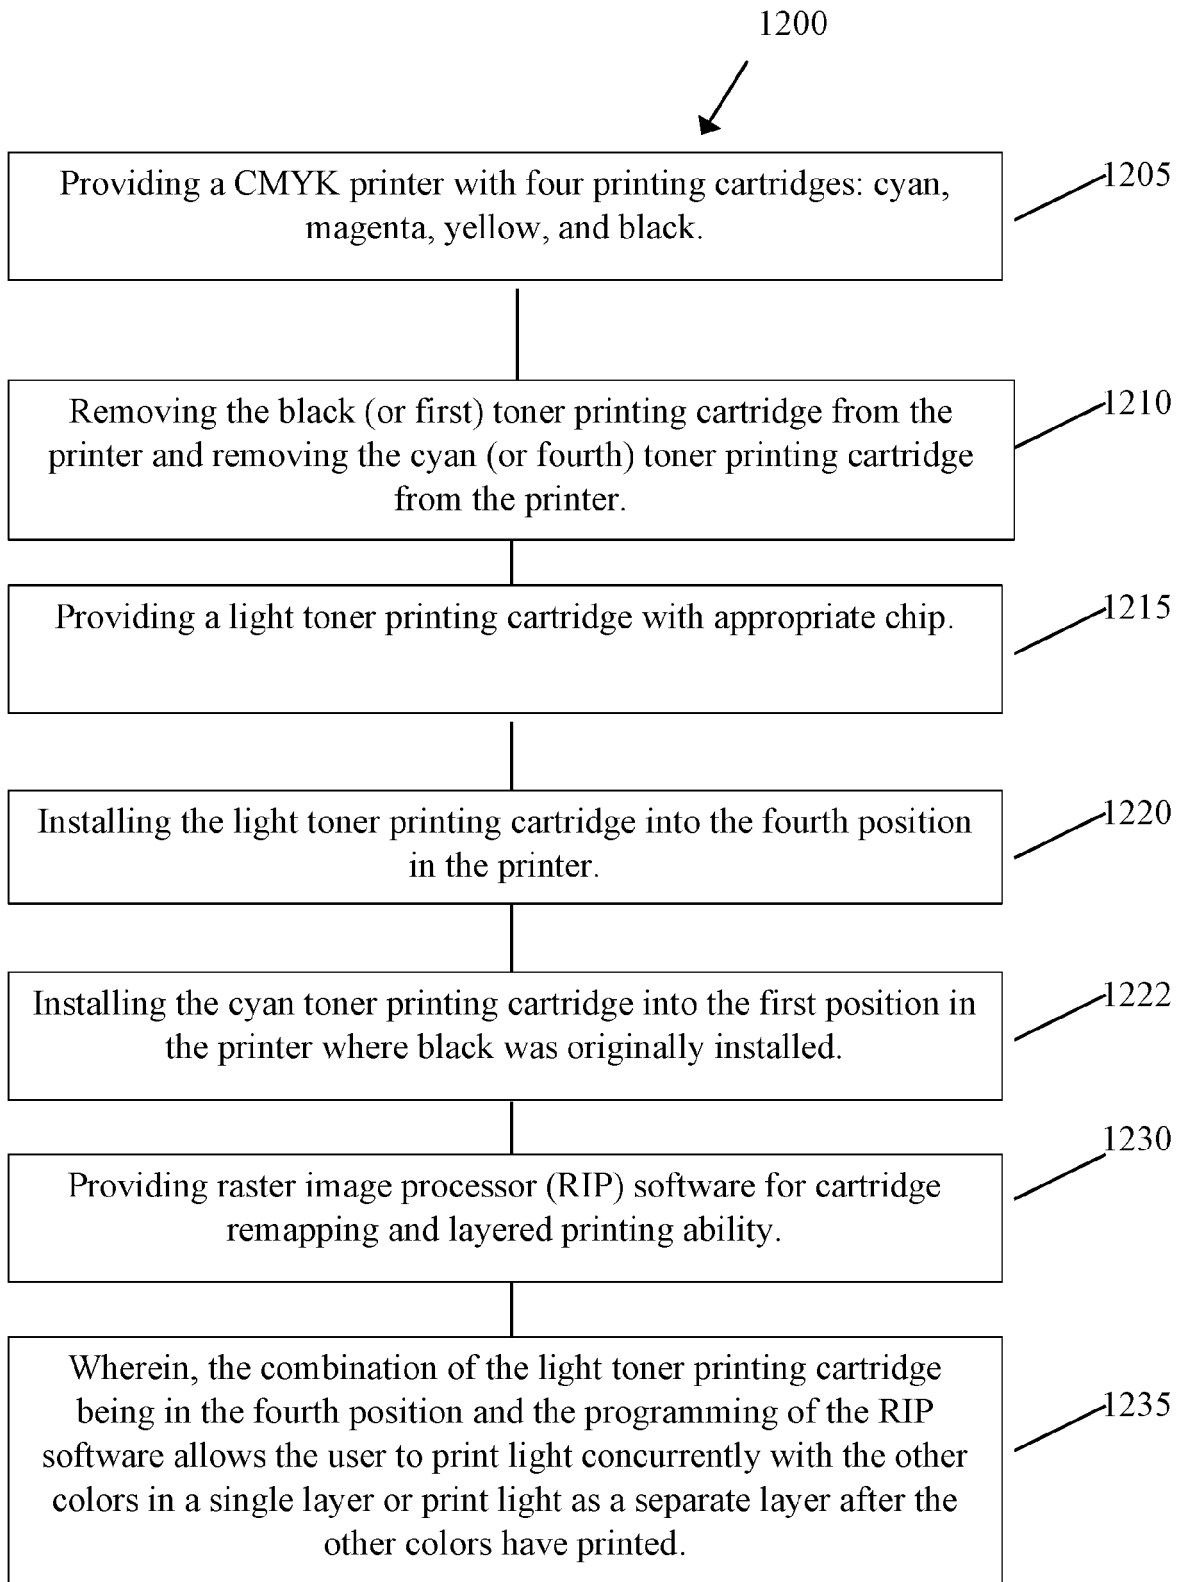 1200
Providing a CMYK printer with four printing cartridges: cyan,
magenta, yellow, and black.
1205
Removing the black (or first) toner printing cartridge from the
printer and removing the cyan (or fourth) toner printing cartridge
from the printer.
1210
Providing a light toner printing cartridge with appropriate chip.
1215
Installing the light toner printing cartridge into the fourth position
in the printer.
1220
Installing the cyan toner printing cartridge into the first position in
the printer where black was originally installed.
1222
Providing raster image processor (RIP) software for cartridge
remapping and layered printing ability.
1230
Wherein, the combination of the light toner printing cartridge
being in the fourth position and the programming of the RIP
software allows the user to print light concurrently with the other
colors in a single layer or print light as a separate layer after the
other colors have printed.
1235